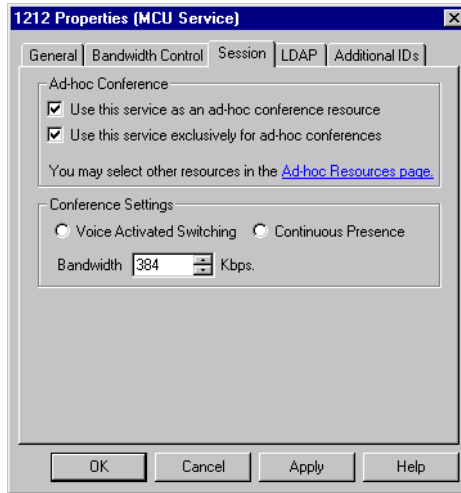 1212 Properties (MCU Service)
General Bandwidth Control Session LDAP Additional IDs
Ad-hoc Conference
Use this service as an ad-hoc conference resource
Use this service exclusively for ad-hoc conferences
You may select other resources in the Ad-hoc Resources page.
Conference Settings
Voice Activated Switching Continuous Presence
Bandwidth 384 Kbps.
OK Cancel Apply Help